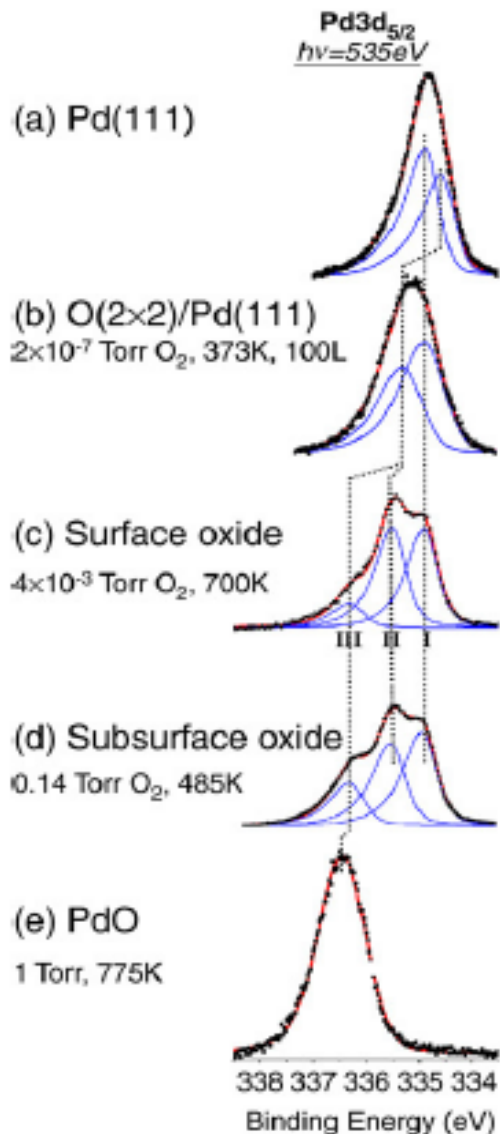 Pd3d5/2
hν=535eV
(a) Pd(111)
(b) O(2×2)/Pd(111)
2×10-7 Torr O2, 373K, 100L
(c) Surface oxide
4×10-3 Torr O2, 700K
III II I
(d) Subsurface oxide
0.14 Torr O2, 485K
(e) PdO
1 Torr, 775K
338 337 336 335 334
Binding Energy (eV)